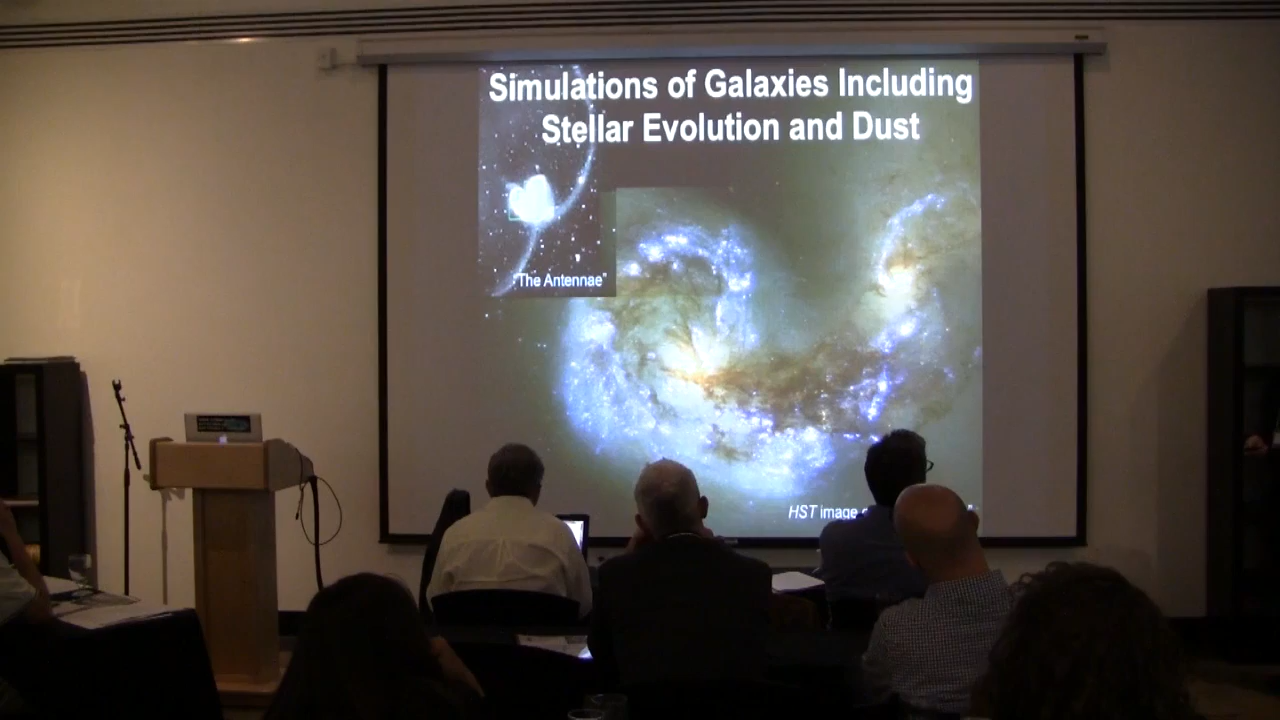 Simulations of Galaxies Including
Stellar Evolution and Dust
"The Antennae"
HST image